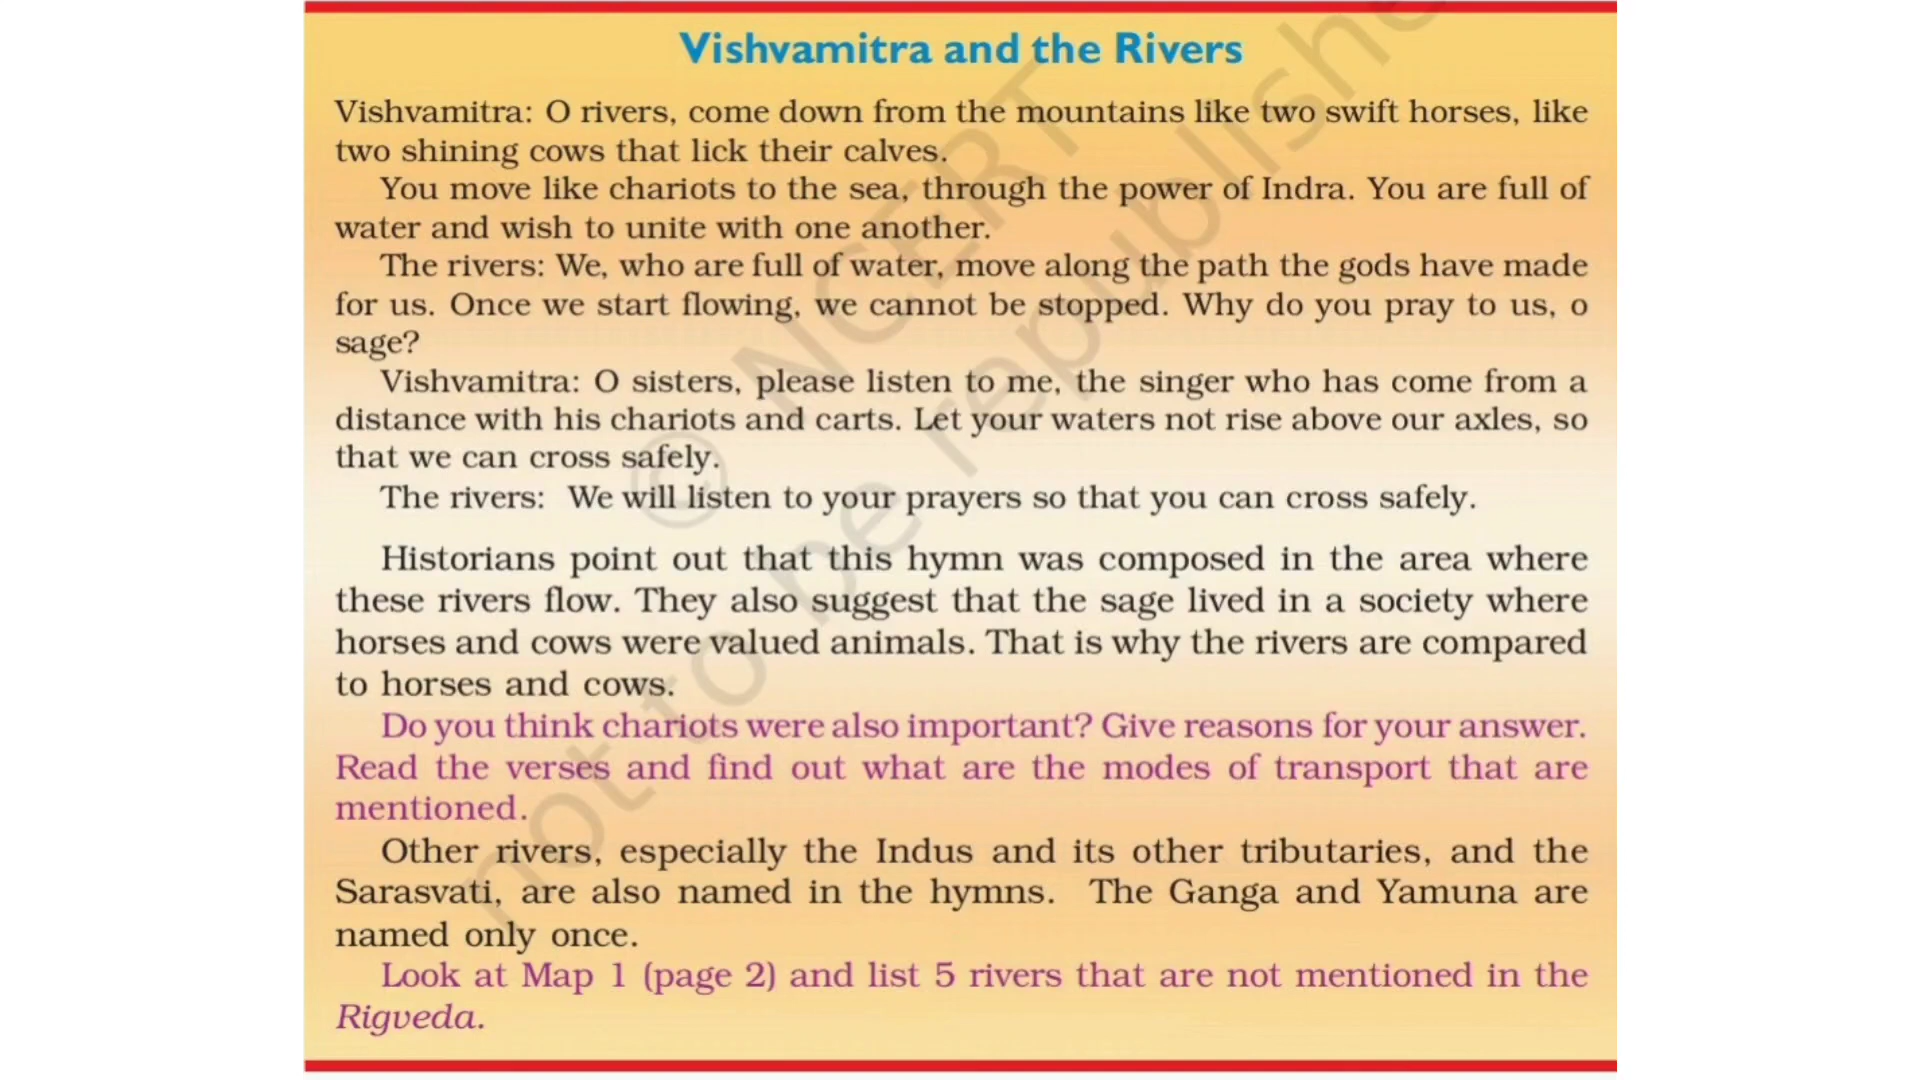 Vishvamitra and the Rivers
Vishvamitra: O rivers, come down from the mountains like two swift horses, like
two shining cows that lick their calves.
You move like chariots to the sea, through the power of Indra. You are full of
water and wish to unite with one another.
The rivers: We, who are full of water, move along the path the gods have made
for us. Once we start flowing, we cannot be stopped. Why do you pray to us, o
sage?
Vishvamitra: O sisters, please listen to me, the singer who has come from a
distance with his chariots and carts. Let your waters not rise above our axles, so
that we can cross safely.
The rivers: We will listen to your prayers so that you can cross safely.
Historians point out that this hymn was composed in the area where
these rivers flow. They also suggest that the sage lived in a society where
horses and cows were valued animals. That is why the rivers are compared
to horses and cows.
Do you think chariots were also important? Give reasons for your answer.
Read the verses and find out what are the modes of transport that are
mentioned.
Other rivers, especially the Indus and its other tributaries, and the
Sarasvati, are also named in the hymns. The Ganga and Yamuna are
named only once.
Look at Map 1 (page 2) and list 5 rivers that are not mentioned in the
Rigveda.
© NCERT
not to be republishe